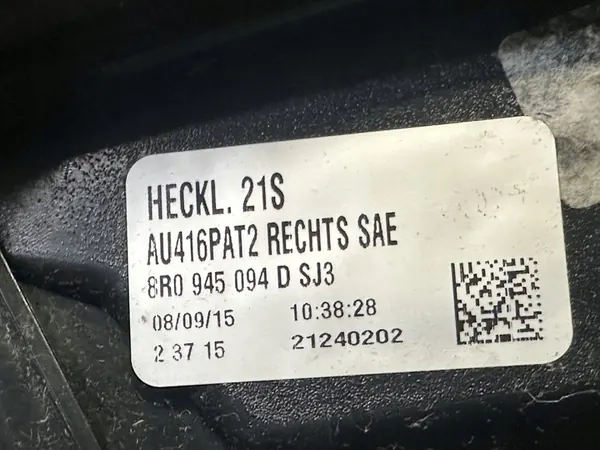 HECKL. 21S
AU416PAT2 RECHTS SAE
8R0 945 094 D SJ3
08/09/15 10:38:28
2 37 15 21240202